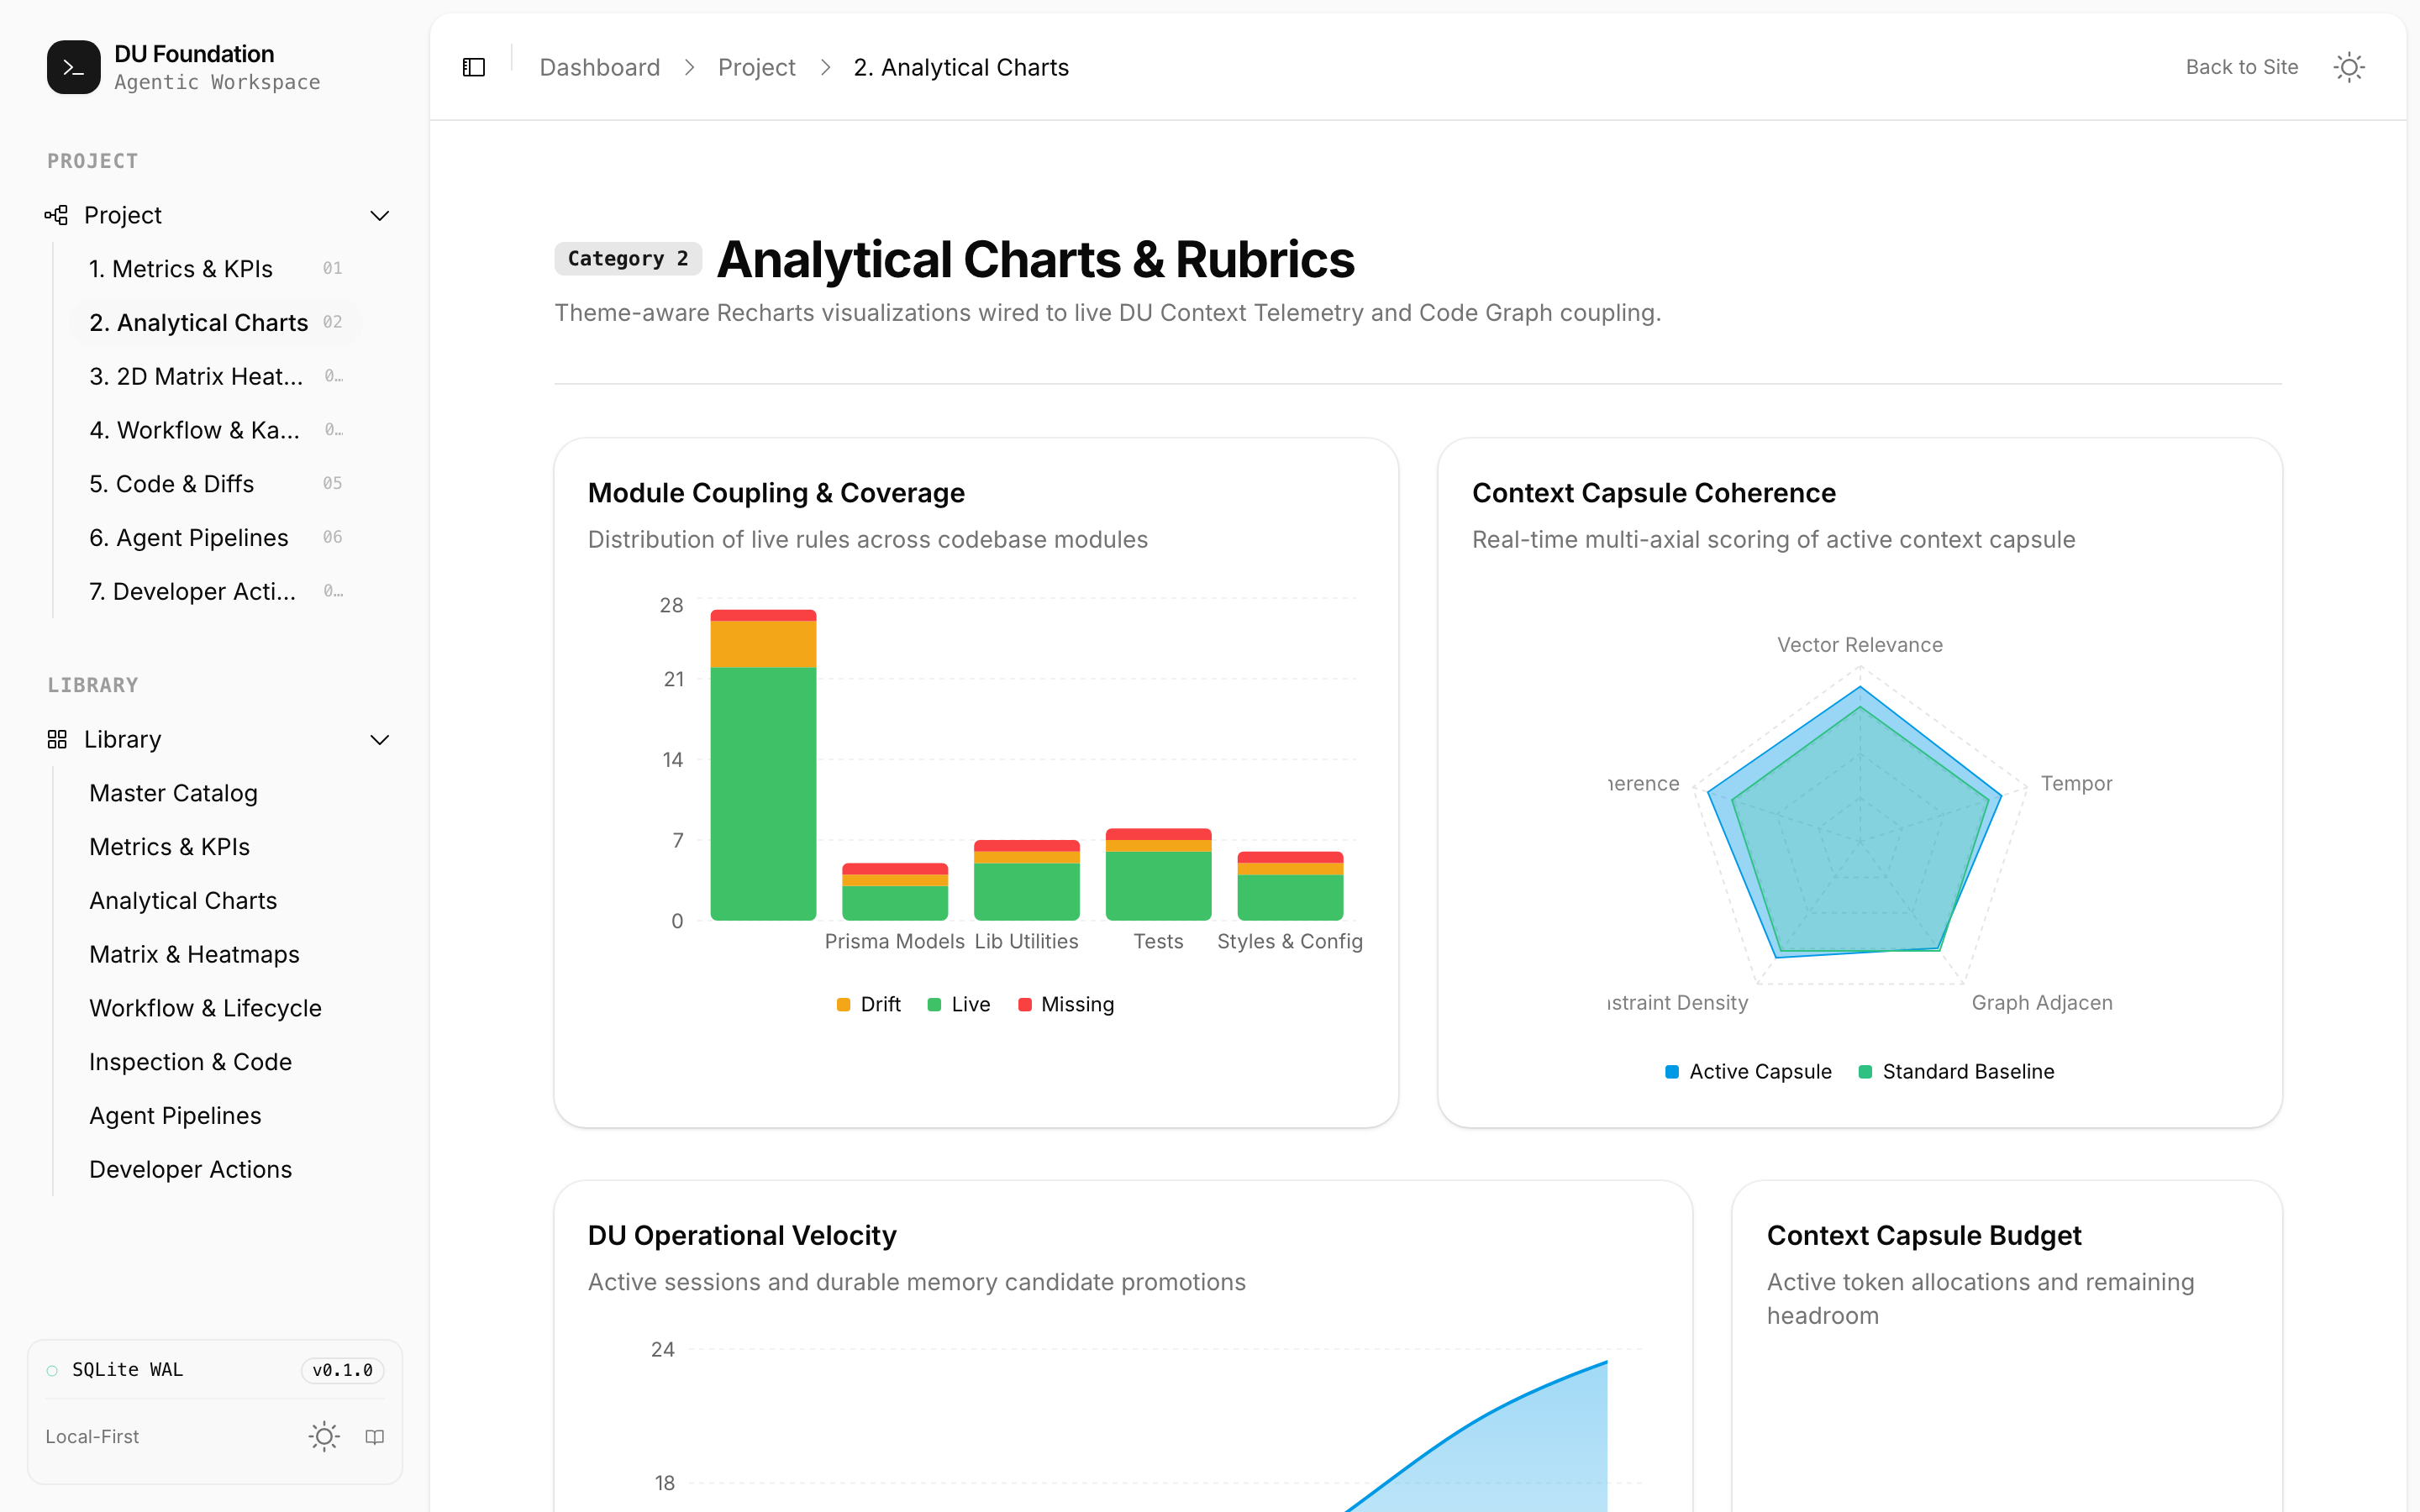 DU Foundation
Agentic Workspace
PROJECT
Project
1. Metrics & KPIs 01
2. Analytical Charts 02
3. 2D Matrix Heat... 0...
4. Workflow & Ka... 0...
5. Code & Diffs 05
6. Agent Pipelines 06
7. Developer Acti... 0...
LIBRARY
Library
Master Catalog
Metrics & KPIs
Analytical Charts
Matrix & Heatmaps
Workflow & Lifecycle
Inspection & Code
Agent Pipelines
Developer Actions
SQLite WAL v0.1.0
Local-First
Dashboard > Project > 2. Analytical Charts
Back to Site
Category 2 Analytical Charts & Rubrics
Theme-aware Recharts visualizations wired to live DU Context Telemetry and Code Graph coupling.
Module Coupling & Coverage
Distribution of live rules across codebase modules
28
21
14
7
0
Prisma Models Lib Utilities Tests Styles & Config
Drift Live Missing
Context Capsule Coherence
Real-time multi-axial scoring of active context capsule
Vector Relevance
herence Tempor
istraint Density Graph Adjacen
Active Capsule Standard Baseline
DU Operational Velocity
Active sessions and durable memory candidate promotions
24
18
Context Capsule Budget
Active token allocations and remaining
headroom